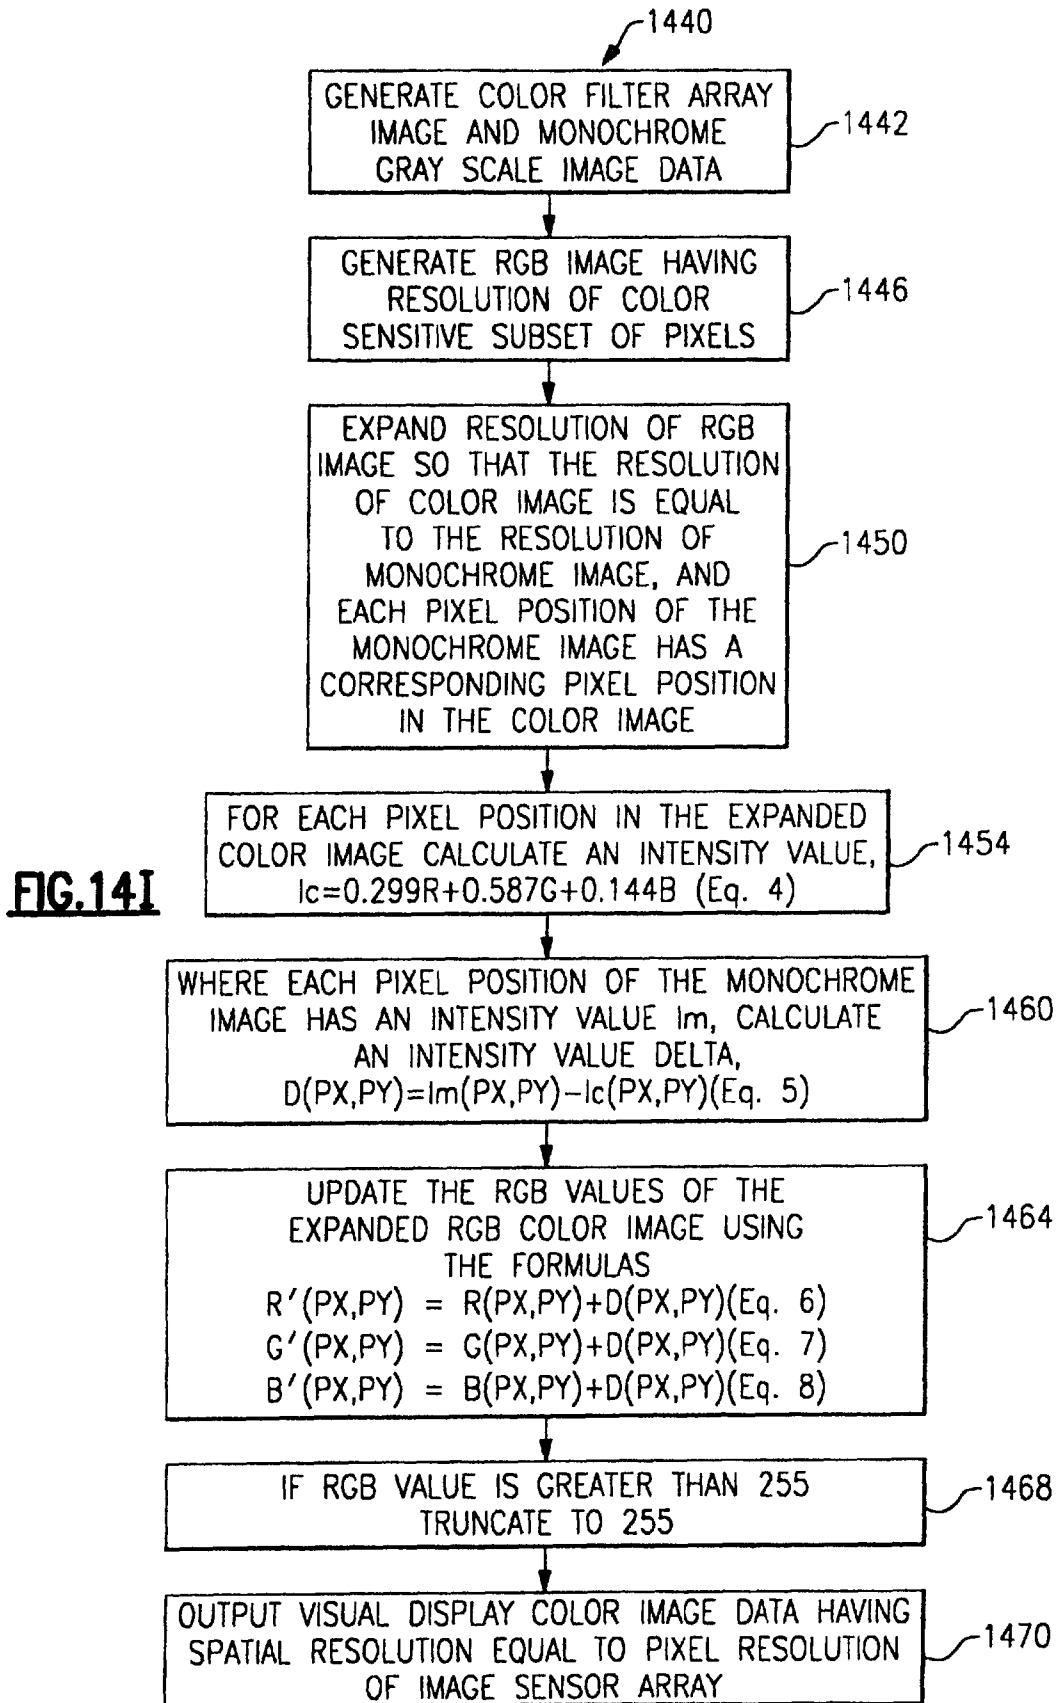 1440
GENERATE COLOR FILTER ARRAY
IMAGE AND MONOCHROME
GRAY SCALE IMAGE DATA
1442
GENERATE RGB IMAGE HAVING
RESOLUTION OF COLOR
SENSITIVE SUBSET OF PIXELS
1446
EXPAND RESOLUTION OF RGB
IMAGE SO THAT THE RESOLUTION
OF COLOR IMAGE IS EQUAL
TO THE RESOLUTION OF
MONOCHROME IMAGE, AND
EACH PIXEL POSITION OF THE
MONOCHROME IMAGE HAS A
CORRESPONDING PIXEL POSITION
IN THE COLOR IMAGE
1450
FOR EACH PIXEL POSITION IN THE EXPANDED
COLOR IMAGE CALCULATE AN INTENSITY VALUE,
Ic=0.299R+0.587G+0.144B (Eq. 4)
1454
FIG.14I
WHERE EACH PIXEL POSITION OF THE MONOCHROME
IMAGE HAS AN INTENSITY VALUE Im, CALCULATE
AN INTENSITY VALUE DELTA,
D(PX,PY)=Im(PX,PY)-Ic(PX,PY)(Eq. 5)
1460
UPDATE THE RGB VALUES OF THE
EXPANDED RGB COLOR IMAGE USING
THE FORMULAS
R'(PX,PY) = R(PX,PY)+D(PX,PY)(Eq. 6)
G'(PX,PY) = G(PX,PY)+D(PX,PY)(Eq. 7)
B'(PX,PY) = B(PX,PY)+D(PX,PY)(Eq. 8)
1464
IF RGB VALUE IS GREATER THAN 255
TRUNCATE TO 255
1468
OUTPUT VISUAL DISPLAY COLOR IMAGE DATA HAVING
SPATIAL RESOLUTION EQUAL TO PIXEL RESOLUTION
OF IMAGE SENSOR ARRAY
1470